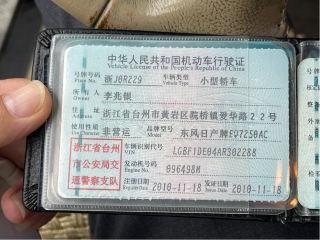 中华人民共和国机动车行驶证
Vehicle License of the People's Republic of China
号牌号码 浙JBR229 车辆类型 小型轿车
Plate No. Vehicle Type
所有人 李兆银
Owner
住址 浙江省台州市黄岩区院桥镇爱华路22号
Address
使用性质 非营运 品牌型号 东风日产牌EQ7250AC
Use Character Model
浙江省台州市公安局交通警察支队
车辆识别代号 LGBF1DE04AR302288
VIN
发动机号码 096498M
Engine No.
注册日期 2010-11-18 发证日期 2010-11-18
Register Date Issue Date